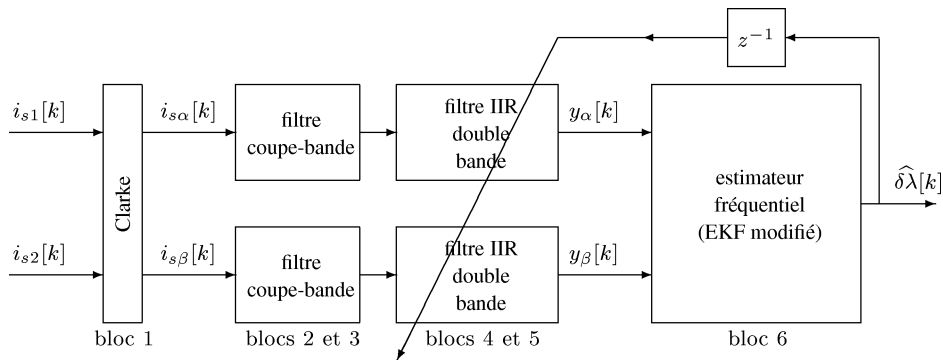 z⁻¹
i_{s1}[k]
i_{sα}[k]
filtre
coupe-bande
filtre IIR
double
bande
y_α[k]
Clarke
estimateur
fréquentiel
(EKF modifié)
\widehat{δλ}[k]
i_{s2}[k]
i_{sβ}[k]
filtre
coupe-bande
filtre IIR
double
bande
y_β[k]
bloc 1
blocs 2 et 3
blocs 4 et 5
bloc 6